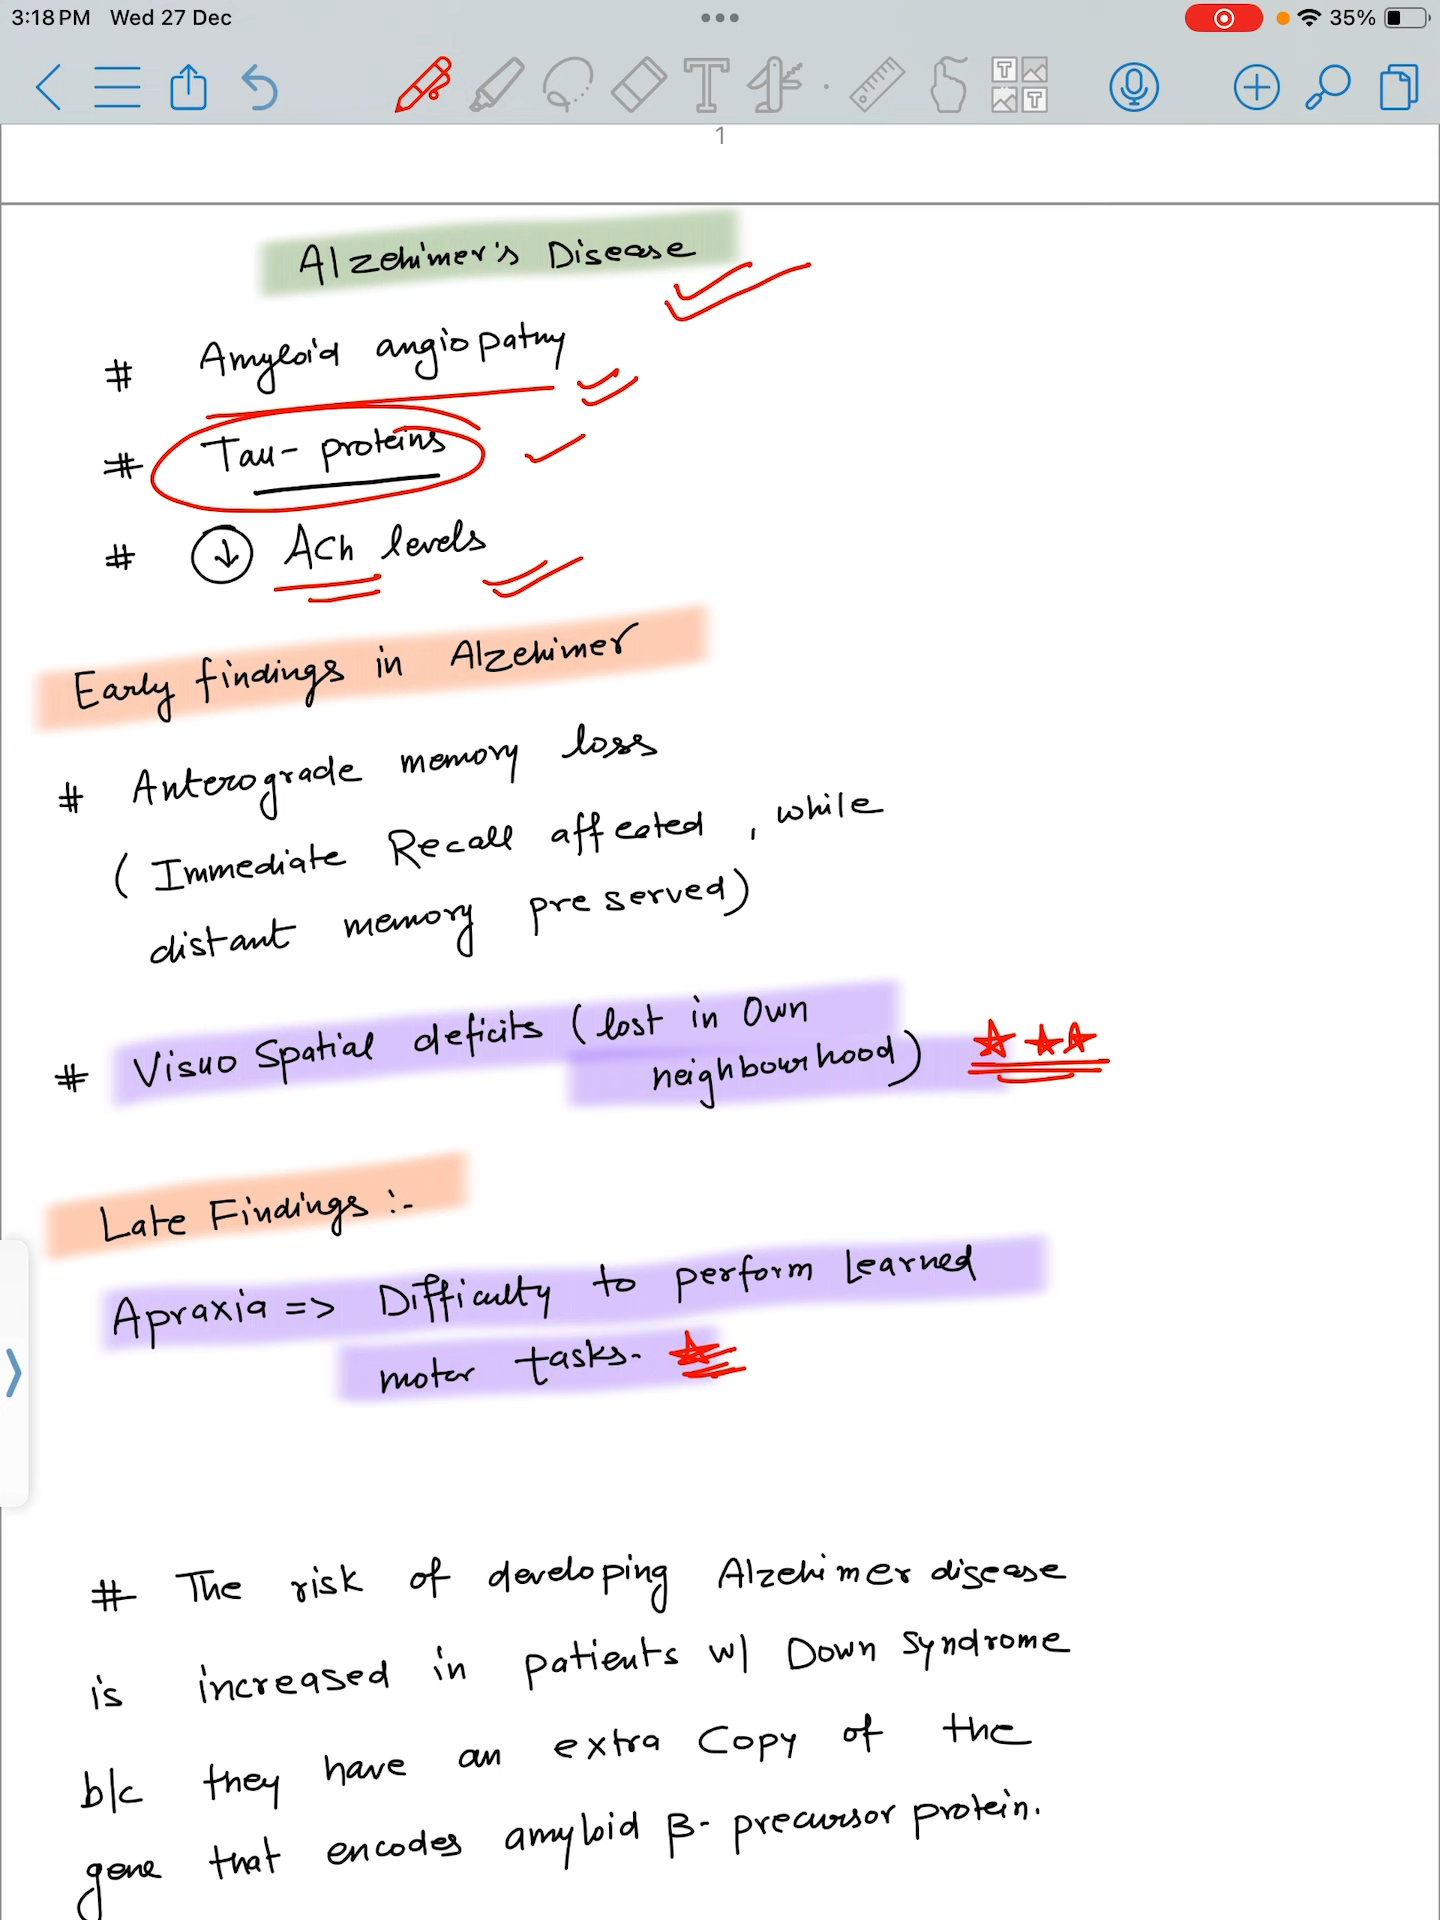 3:18 PM Wed 27 Dec
35%
1
Alzehimer's Disease
# Amyloid angiopathy
# Tau- proteins
# ↓ ACh levels
Early findings in Alzehimer
# Anterograde memory loss
( Immediate Recall affected , while
distant memory preserved)
# Visuo Spatial deficits ( lost in Own
neighbourhood)
Late Findings :-
Apraxia => Difficulty to perform learned
motor tasks.
# The risk of developing Alzehimer disease
is increased in patients w/ Down Syndrome
b/c they have an extra Copy of the
gene that encodes amyloid β- precursor protein.